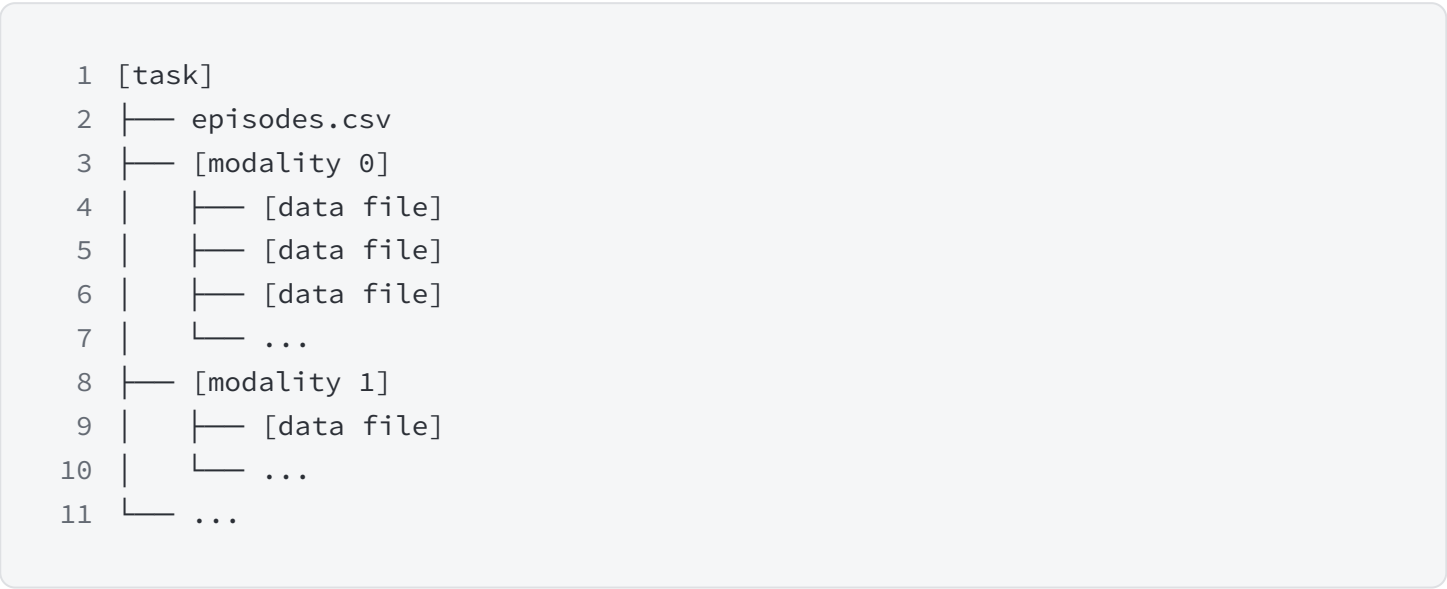 1 [task]
2 ├── episodes.csv
3 ├── [modality 0]
4 │   ├── [data file]
5 │   ├── [data file]
6 │   ├── [data file]
7 │   └── ...
8 ├── [modality 1]
9 │   ├── [data file]
10 │   └── ...
11 └── ...